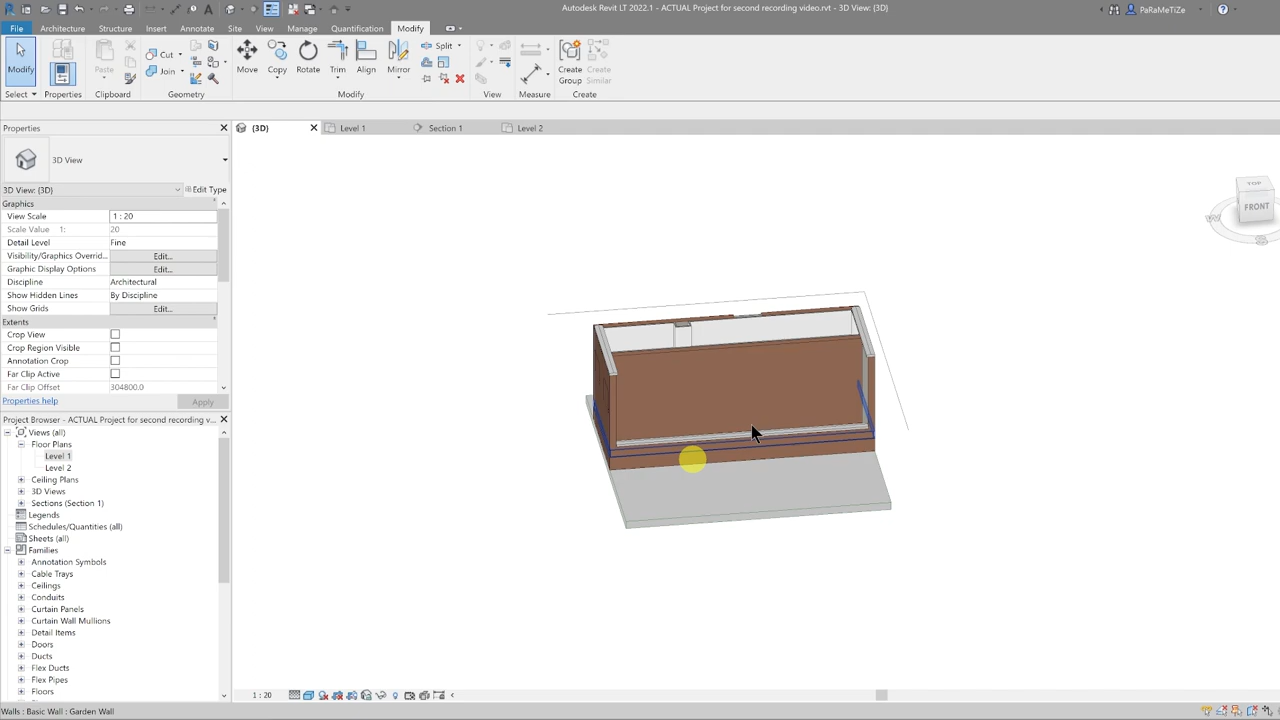 Autodesk Revit LT 2022.1 - ACTUAL Project for second recording video.rvt - 3D View: {3D}
PaRaMeTiZe
File Architecture Structure Insert Annotate Site View Manage Quantification Modify
Modify
Paste
Cut
Join
Move Copy Rotate Trim Align Mirror
Split
Create Group
Create Similar
Select Properties Clipboard Geometry Modify View Measure Create
Properties
{3D} Level 1 Section 1 Level 2
3D View
3D View: {3D} Edit Type
Graphics
View Scale 1 : 20
Scale Value 1: 20
Detail Level Fine
Visibility/Graphics Overrid... Edit...
Graphic Display Options Edit...
Discipline Architectural
Show Hidden Lines By Discipline
Show Grids Edit...
Extents
Crop View
Crop Region Visible
Annotation Crop
Far Clip Active
Far Clip Offset 304800.0
Properties help Apply
TOP
FRONT
W
S
Project Browser - ACTUAL Project for second recording v...
Views (all)
Floor Plans
Level 1
Level 2
Ceiling Plans
3D Views
Sections (Section 1)
Legends
Schedules/Quantities (all)
Sheets (all)
Families
Annotation Symbols
Cable Trays
Ceilings
Conduits
Curtain Panels
Curtain Wall Mullions
Detail Items
Doors
Ducts
Flex Ducts
Flex Pipes
Floors
1 : 20
Walls : Basic Wall : Garden Wall